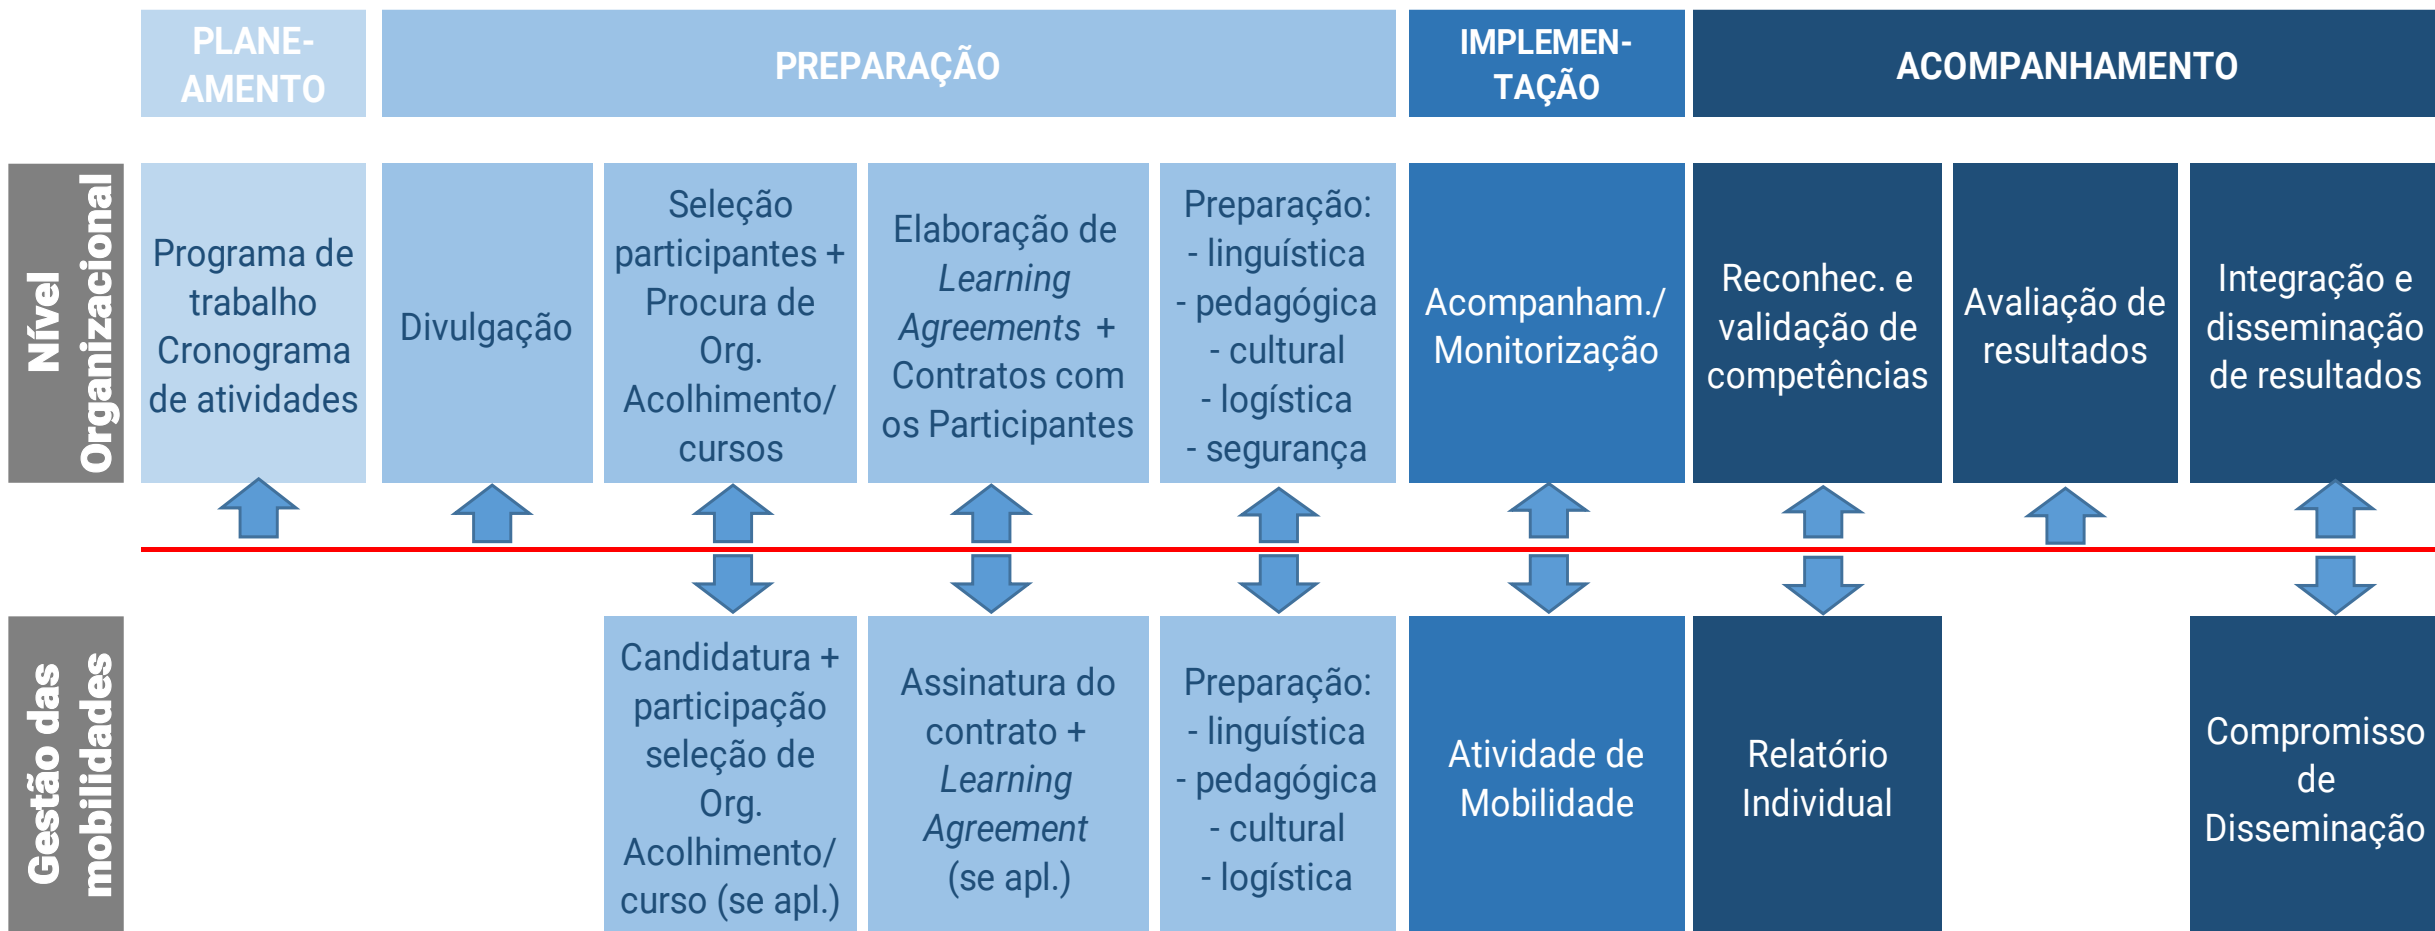 PLANE-
AMENTO
PREPARAÇÃO
IMPLEMEN-
TAÇÃO
ACOMPANHAMENTO
Nível
Organizacional
Programa de
trabalho
Cronograma
de atividades
Divulgação
Seleção
participantes +
Procura de
Org.
Acolhimento/
cursos
Elaboração de
Learning
Agreements +
Contratos com
os Participantes
Preparação:
- linguística
- pedagógica
- cultural
- logística
- segurança
Acompanham./
Monitorização
Reconhec. e
validação de
competências
Avaliação de
resultados
Integração e
disseminação
de resultados
Gestão das
mobilidades
Candidatura +
participação
seleção de
Org.
Acolhimento/
curso (se apl.)
Assinatura do
contrato +
Learning
Agreement
(se apl.)
Preparação:
- linguística
- pedagógica
- cultural
- logística
Atividade de
Mobilidade
Relatório
Individual
Compromisso
de
Disseminação